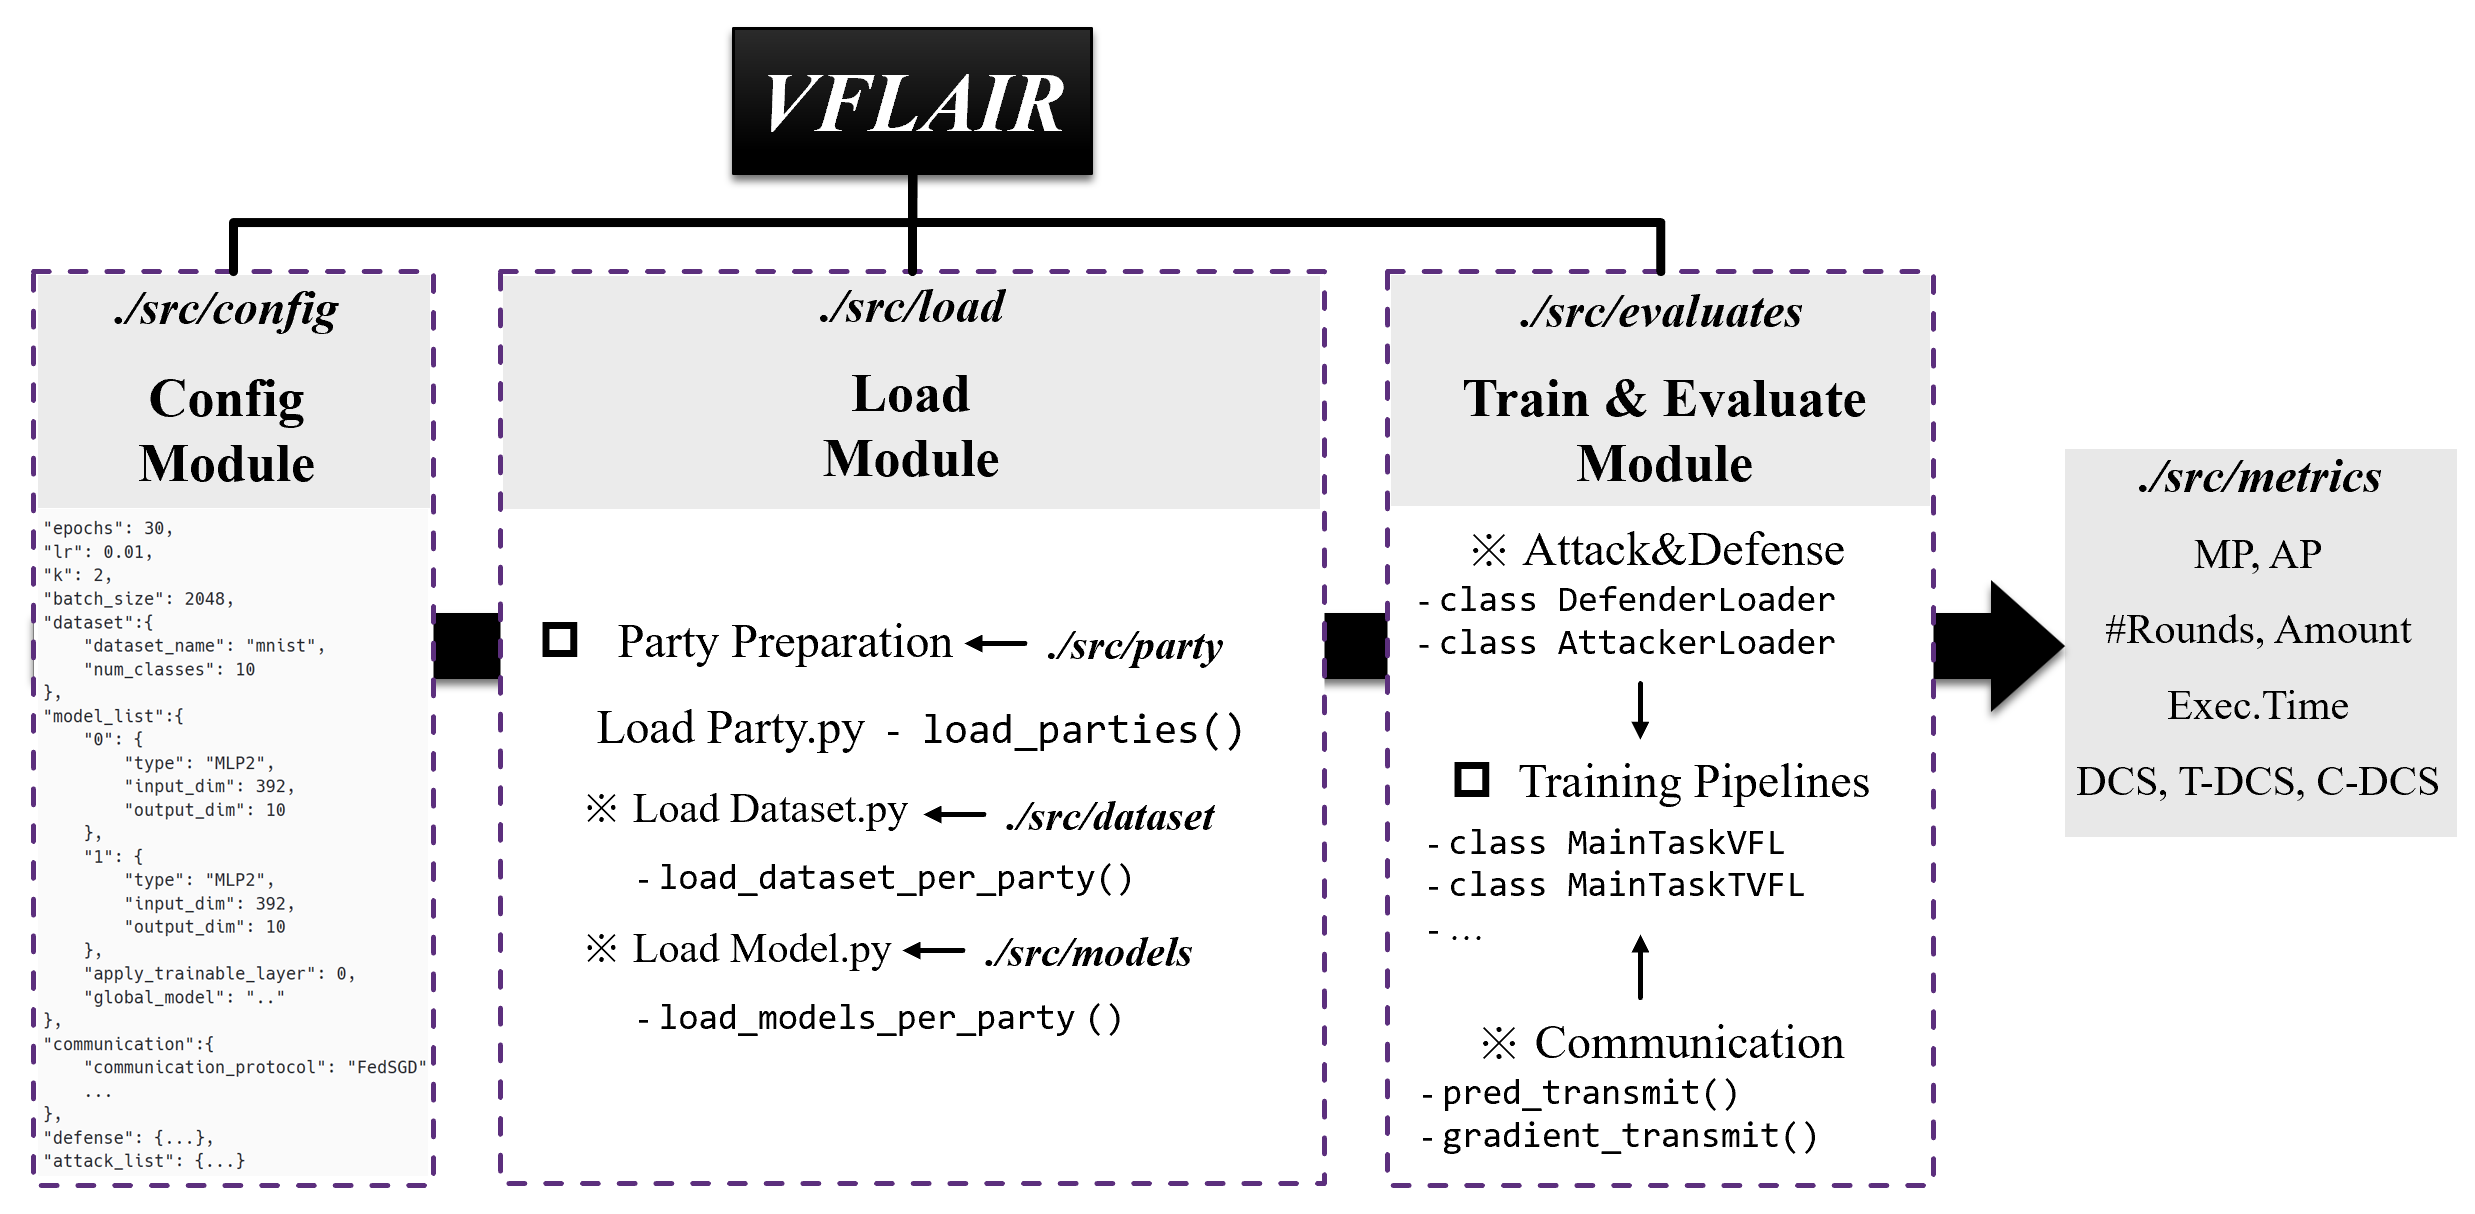 VFLAIR
./src/config
Config
Module
"epochs": 30,
"lr": 0.01,
"k": 2,
"batch_size": 2048,
"dataset":{
"dataset_name": "mnist",
"num_classes": 10
},
"model_list":{
"0": {
"type": "MLP2",
"input_dim": 392,
"output_dim": 10
},
"1": {
"type": "MLP2",
"input_dim": 392,
"output_dim": 10
},
"apply_trainable_layer": 0,
"global_model": ".."
},
"communication":{
"communication_protocol": "FedSGD"
...
},
"defense": {...},
"attack_list": {...}
./src/load
Load
Module
Party Preparation ← ./src/party
Load Party.py - load_parties()
※ Load Dataset.py ← ./src/dataset
- load_dataset_per_party()
※ Load Model.py ← ./src/models
- load_models_per_party ()
./src/evaluates
Train & Evaluate
Module
※ Attack&Defense
- class DefenderLoader
- class AttackerLoader
Training Pipelines
- class MainTaskVFL
- class MainTaskTVFL
- ...
※ Communication
- pred_transmit()
- gradient_transmit()
./src/metrics
MP, AP
#Rounds, Amount
Exec.Time
DCS, T-DCS, C-DCS